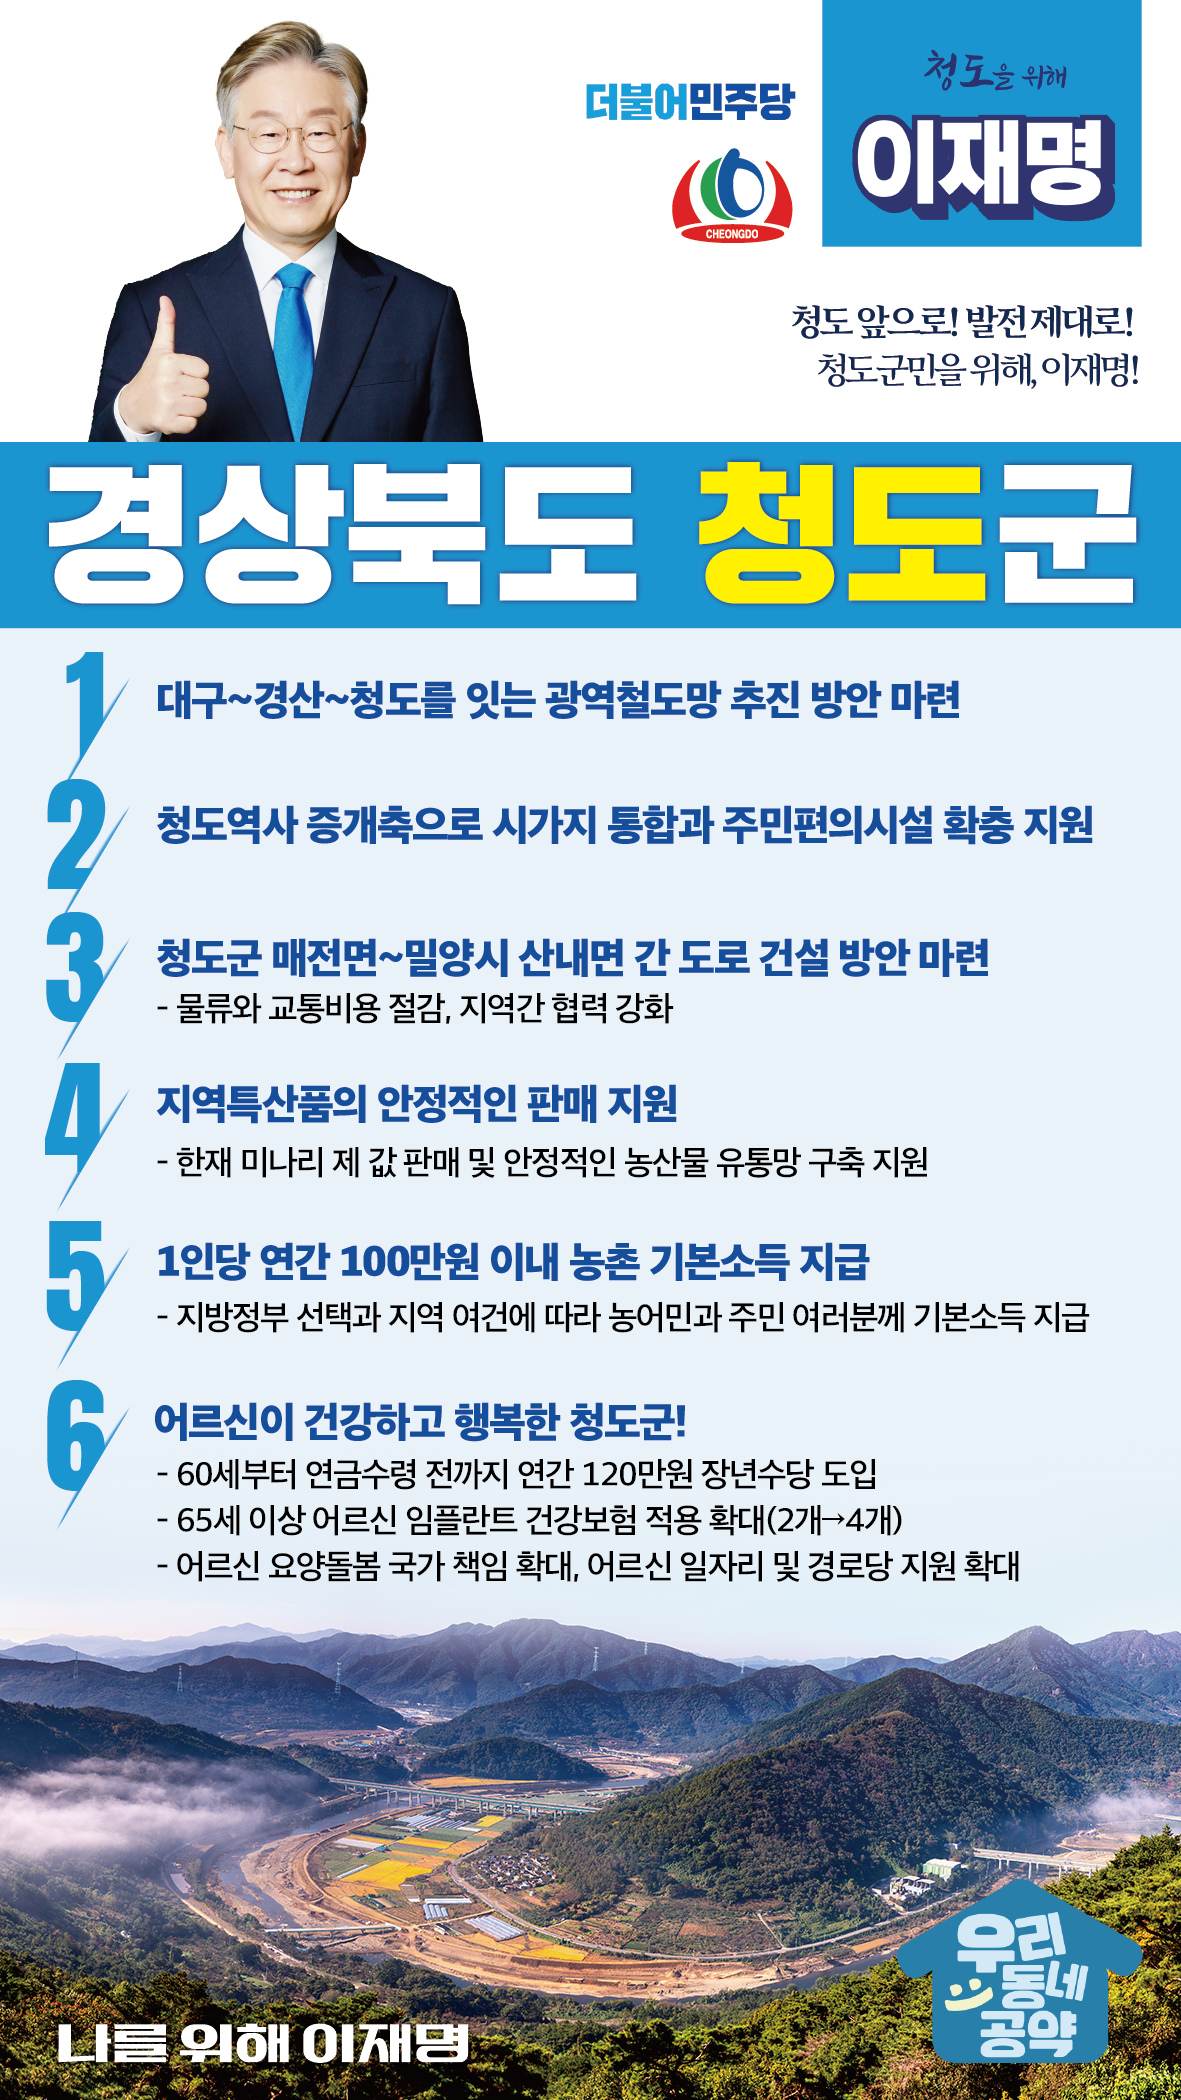 더불어민주당
CHEONGDO
청도을 위해
이재명
청도 앞으로! 발전 제대로!
청도군민을 위해, 이재명!
경상북도 청도군
1
대구~경산~청도를 잇는 광역철도망 추진 방안 마련
2
청도역사 증개축으로 시가지 통합과 주민편의시설 확충 지원
3
청도군 매전면~밀양시 산내면 간 도로 건설 방안 마련
- 물류와 교통비용 절감, 지역간 협력 강화
4
지역특산품의 안정적인 판매 지원
- 한재 미나리 제 값 판매 및 안정적인 농산물 유통망 구축 지원
5
1인당 연간 100만원 이내 농촌 기본소득 지급
- 지방정부 선택과 지역 여건에 따라 농어민과 주민 여러분께 기본소득 지급
6
어르신이 건강하고 행복한 청도군!
- 60세부터 연금수령 전까지 연간 120만원 장년수당 도입
- 65세 이상 어르신 임플란트 건강보험 적용 확대(2개→4개)
- 어르신 요양돌봄 국가 책임 확대, 어르신 일자리 및 경로당 지원 확대
우리
동네
공약
나를 위해 이재명